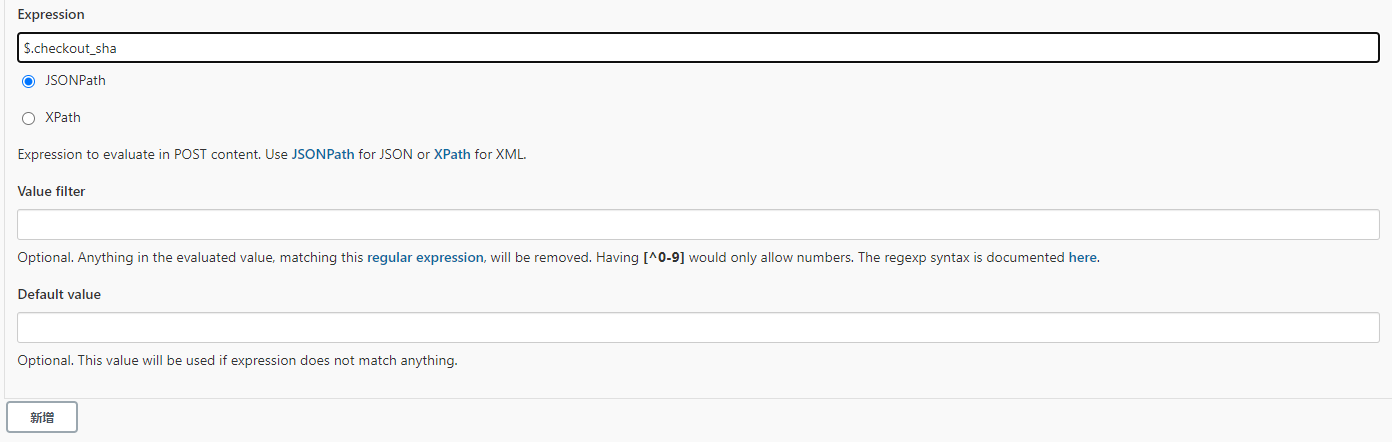 Expression
$.checkout_sha
JSONPath
XPath
Expression to evaluate in POST content. Use JSONPath for JSON or XPath for XML.
Value filter
Optional. Anything in the evaluated value, matching this regular expression, will be removed. Having [^0-9] would only allow numbers. The regexp syntax is documented here.
Default value
Optional. This value will be used if expression does not match anything.
新增